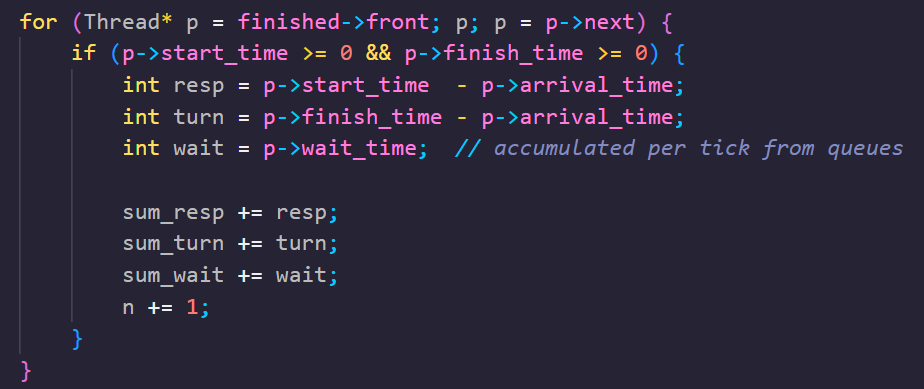 for (Thread* p = finished->front; p; p = p->next) {
    if (p->start_time >= 0 && p->finish_time >= 0) {
        int resp = p->start_time  - p->arrival_time;
        int turn = p->finish_time - p->arrival_time;
        int wait = p->wait_time;  // accumulated per tick from queues

        sum_resp += resp;
        sum_turn += turn;
        sum_wait += wait;
        n += 1;
    }
}